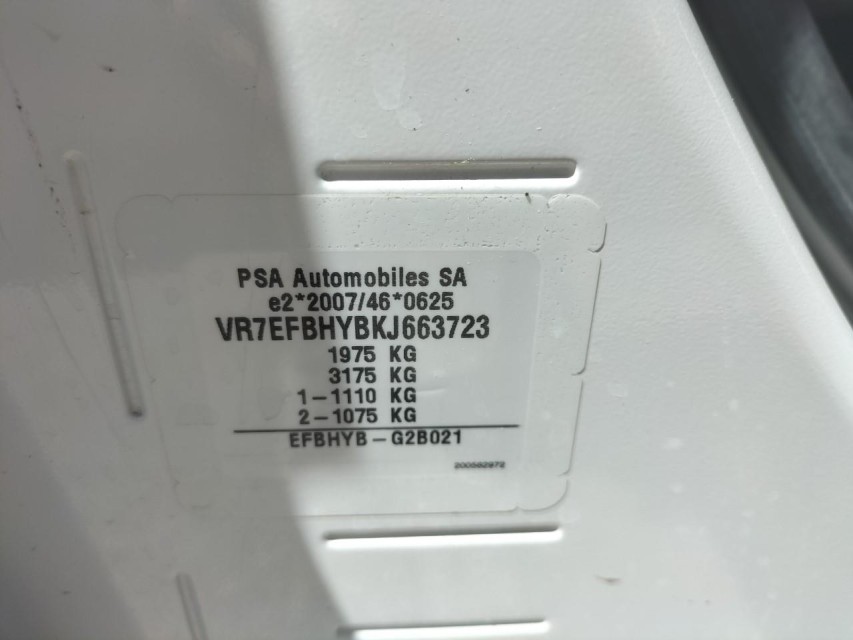 PSA Automobiles SA
e2*2007/46*0625
VR7EFBHYBKJ663723
1975 KG
3175 KG
1-1110 KG
2-1075 KG
EFBHYB-G2B021